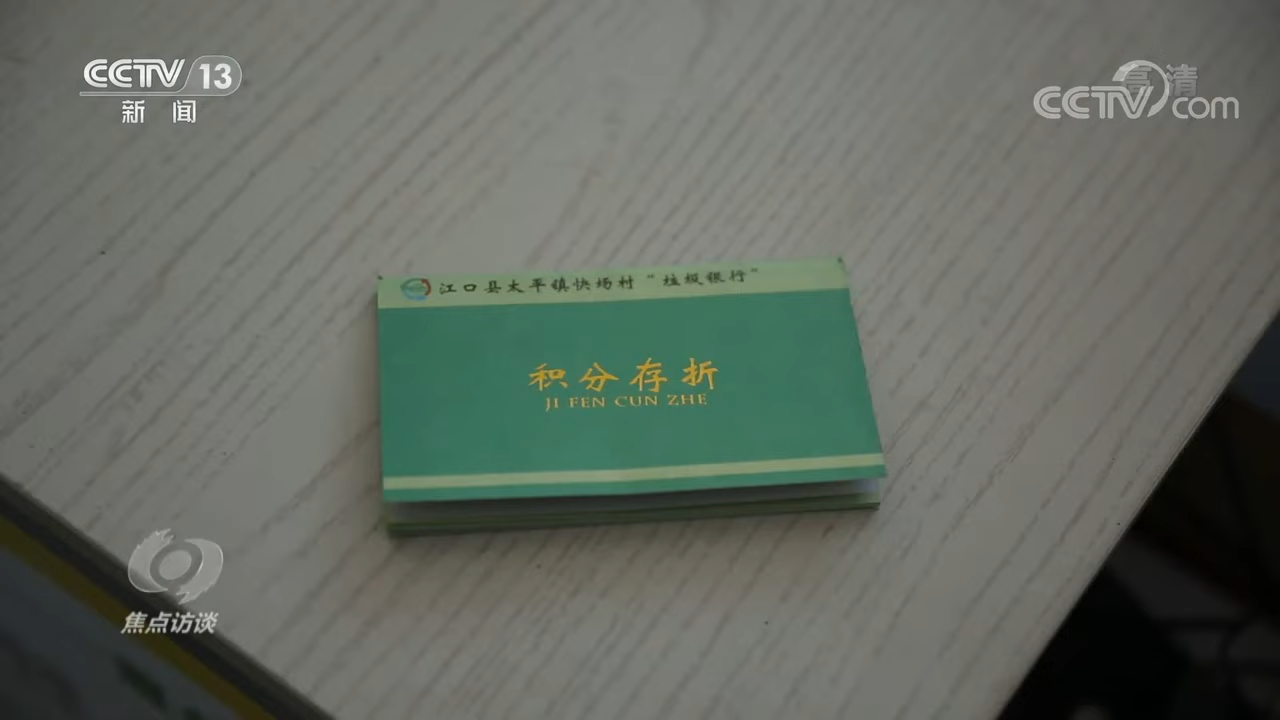 CCTV 13
新闻
高清
CCTV com
江口县太平镇快场村“垃圾银行”
积分存折
JI FEN CUN ZHE
焦点访谈